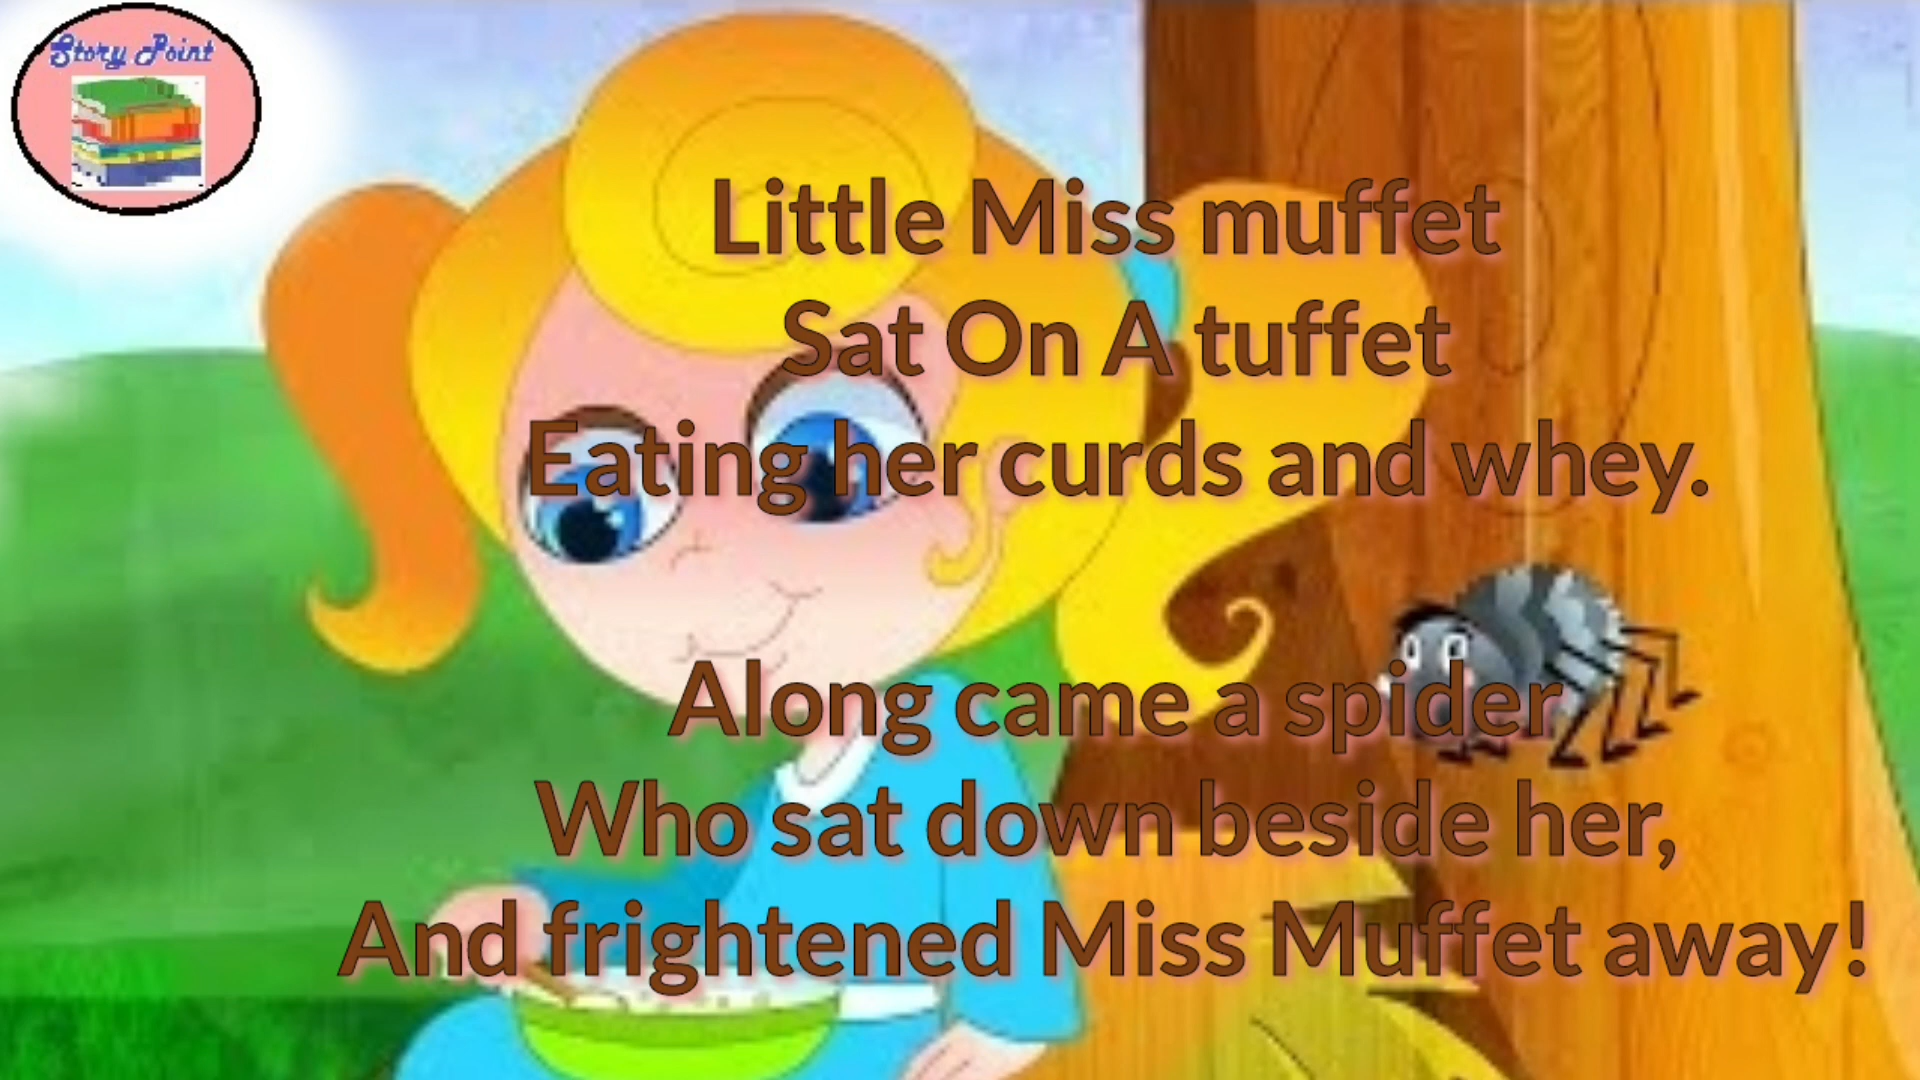 Story Point
Little Miss muffet
Sat On A tuffet
Eating her curds and whey.
Along came a spider
Who sat down beside her,
And frightened Miss Muffet away!